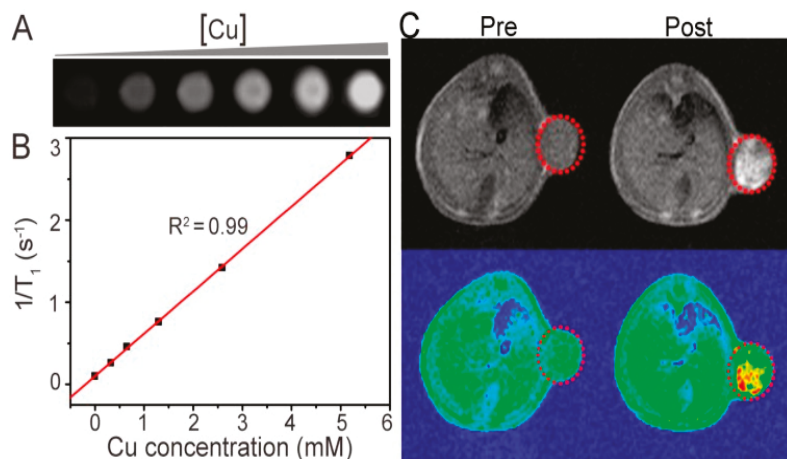 A
[Cu]
B
3
2
1
0
1/T₁ (s⁻¹)
R² = 0.99
0 1 2 3 4 5 6
Cu concentration (mM)
C
Pre Post